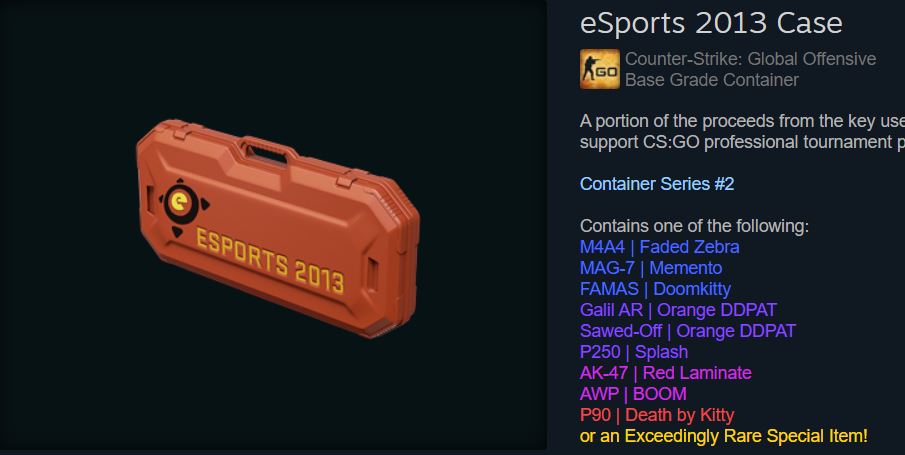 eSports 2013 Case
GO
Counter-Strike: Global Offensive
Base Grade Container
A portion of the proceeds from the key use
support CS:GO professional tournament p
Container Series #2
Contains one of the following:
M4A4 | Faded Zebra
MAG-7 | Memento
FAMAS | Doomkitty
Galil AR | Orange DDPAT
Sawed-Off | Orange DDPAT
P250 | Splash
AK-47 | Red Laminate
AWP | BOOM
P90 | Death by Kitty
or an Exceedingly Rare Special Item!
e
ESPORTS 2013